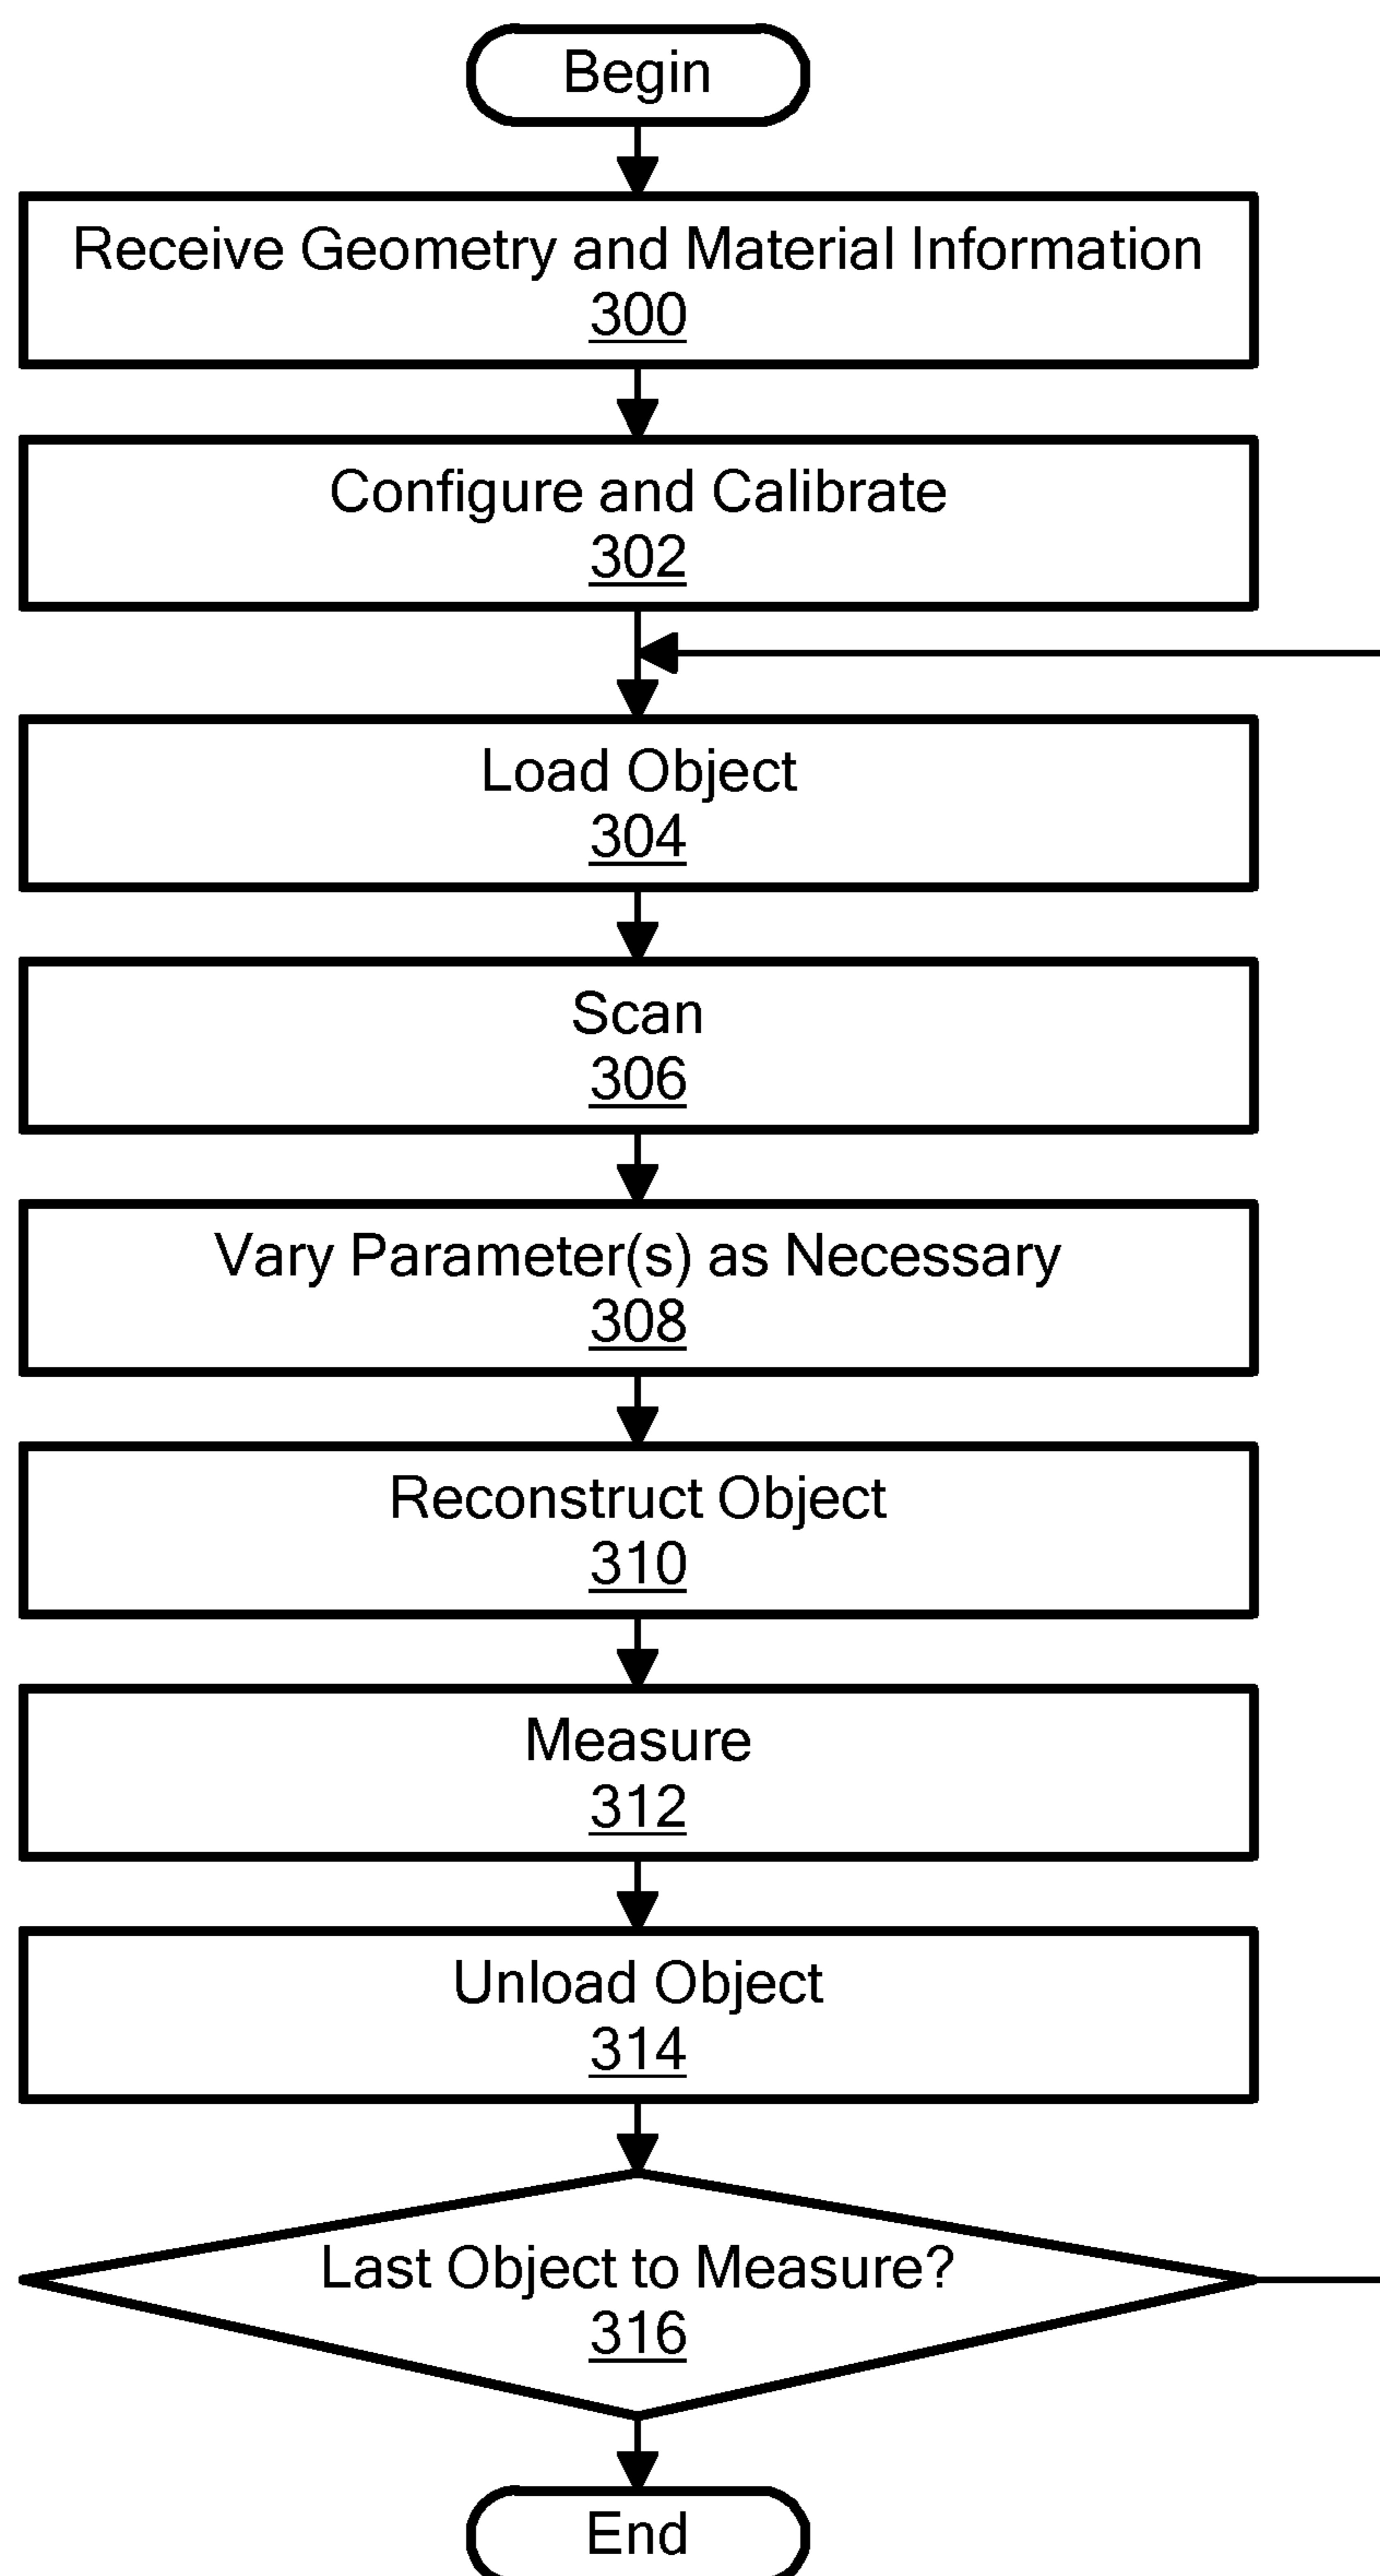 Begin
Receive Geometry and Material Information
300
Configure and Calibrate
302
Load Object
304
Scan
306
Vary Parameter(s) as Necessary
308
Reconstruct Object
310
Measure
312
Unload Object
314
Last Object to Measure?
316
End